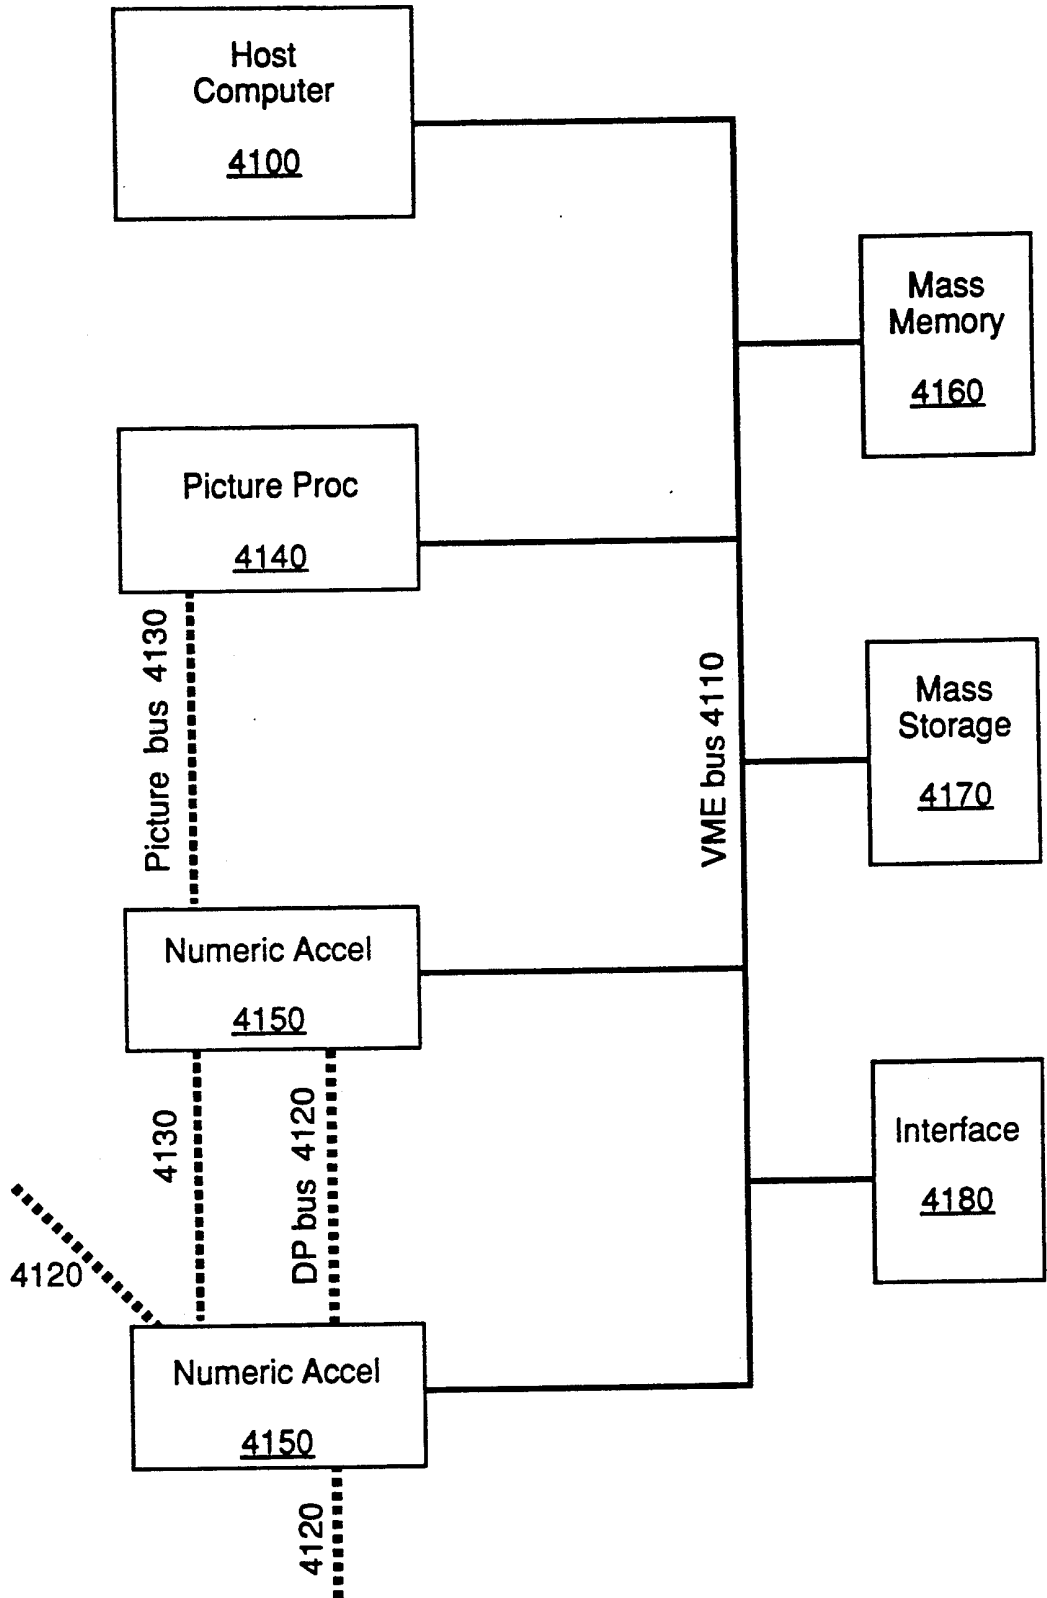 Host
Computer
4100
Mass
Memory
4160
Picture Proc
4140
Picture bus 4130
VME bus 4110
Mass
Storage
4170
Numeric Accel
4150
4130
DP bus 4120
Interface
4180
4120
Numeric Accel
4150
4120